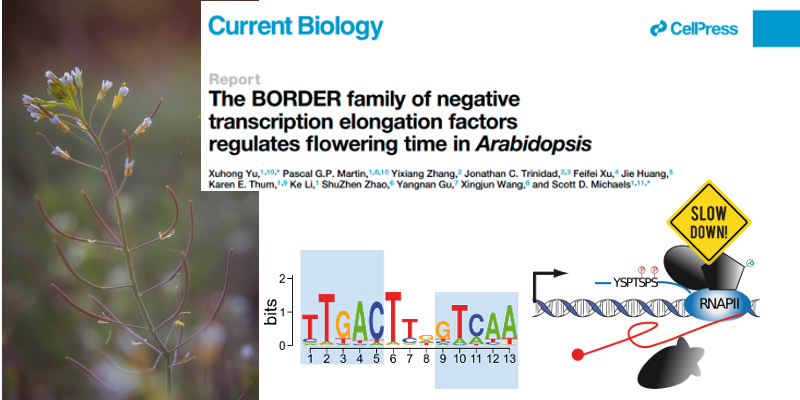 Current Biology
CellPress
Report
The BORDER family of negative
transcription elongation factors
regulates flowering time in Arabidopsis
Xuhong Yu,1,10,* Pascal G.P. Martin,1,8,10 Yixiang Zhang,2 Jonathan C. Trinidad,2,3 Feifei Xu,4 Jie Huang,5
Karen E. Thum,1,9 Ke Li,1 ShuZhen Zhao,6 Yangnan Gu,7 Xingjun Wang,6 and Scott D. Michaels1,11,*
SLOW
DOWN!
P P
YSPTSPS
RNAPII
bits
2
1
0
TTGACTT GTCAA
1 2 3 4 5 6 7 8 9 10 11 12 13